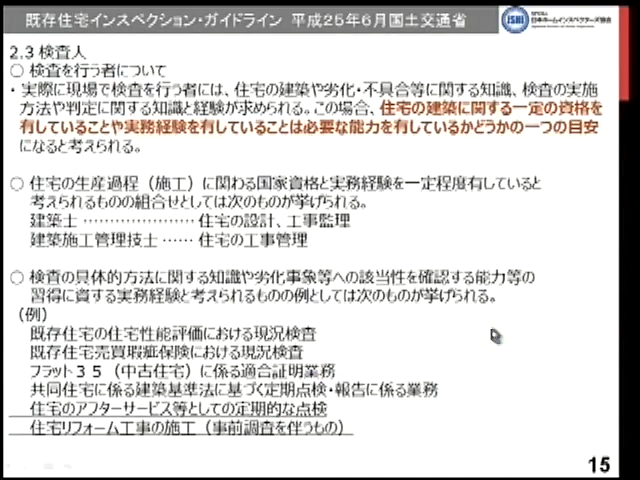 既存住宅インスペクション・ガイドライン 平成25年6月国土交通省
JSHI
日本ホームインスペクターズ協会
2.3 検査人
○ 検査を行う者について
・ 実際に現場で検査を行う者には、住宅の建築や劣化・不具合等に関する知識、検査の実施
方法や判定に関する知識と経験が求められる。この場合、住宅の建築に関する一定の資格を
有していることや実務経験を有していることは必要な能力を有しているかどうかの一つの目安
になると考えられる。
○ 住宅の生産過程（施工）に関わる国家資格と実務経験を一定程度有していると
考えられるものの組合せとしては次のものが挙げられる。
建築士 ………………… 住宅の設計、工事監理
建築施工管理技士 …… 住宅の工事管理
○ 検査の具体的方法に関する知識や劣化事象等への該当性を確認する能力等の
習得に資する実務経験と考えられるものの例としては次のものが挙げられる。
（例）
既存住宅の住宅性能評価における現況検査
既存住宅売買瑕疵保険における現況検査
フラット３５（中古住宅）に係る適合証明業務
共同住宅に係る建築基準法に基づく定期点検・報告に係る業務
住宅のアフターサービス等としての定期的な点検
住宅リフォーム工事の施工（事前調査を伴うもの）
15